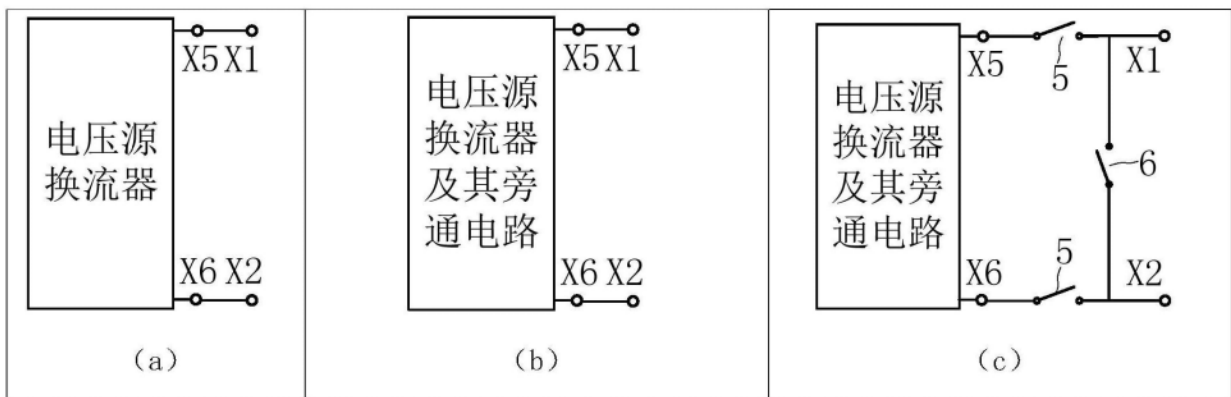 X5 X1
电压源
换流器
X6 X2
(a)
X5 X1
电压源
换流器
及其旁
通电路
X6 X2
(b)
X5
5
X1
电压源
换流器
及其旁
通电路
6
X6
5
X2
(c)